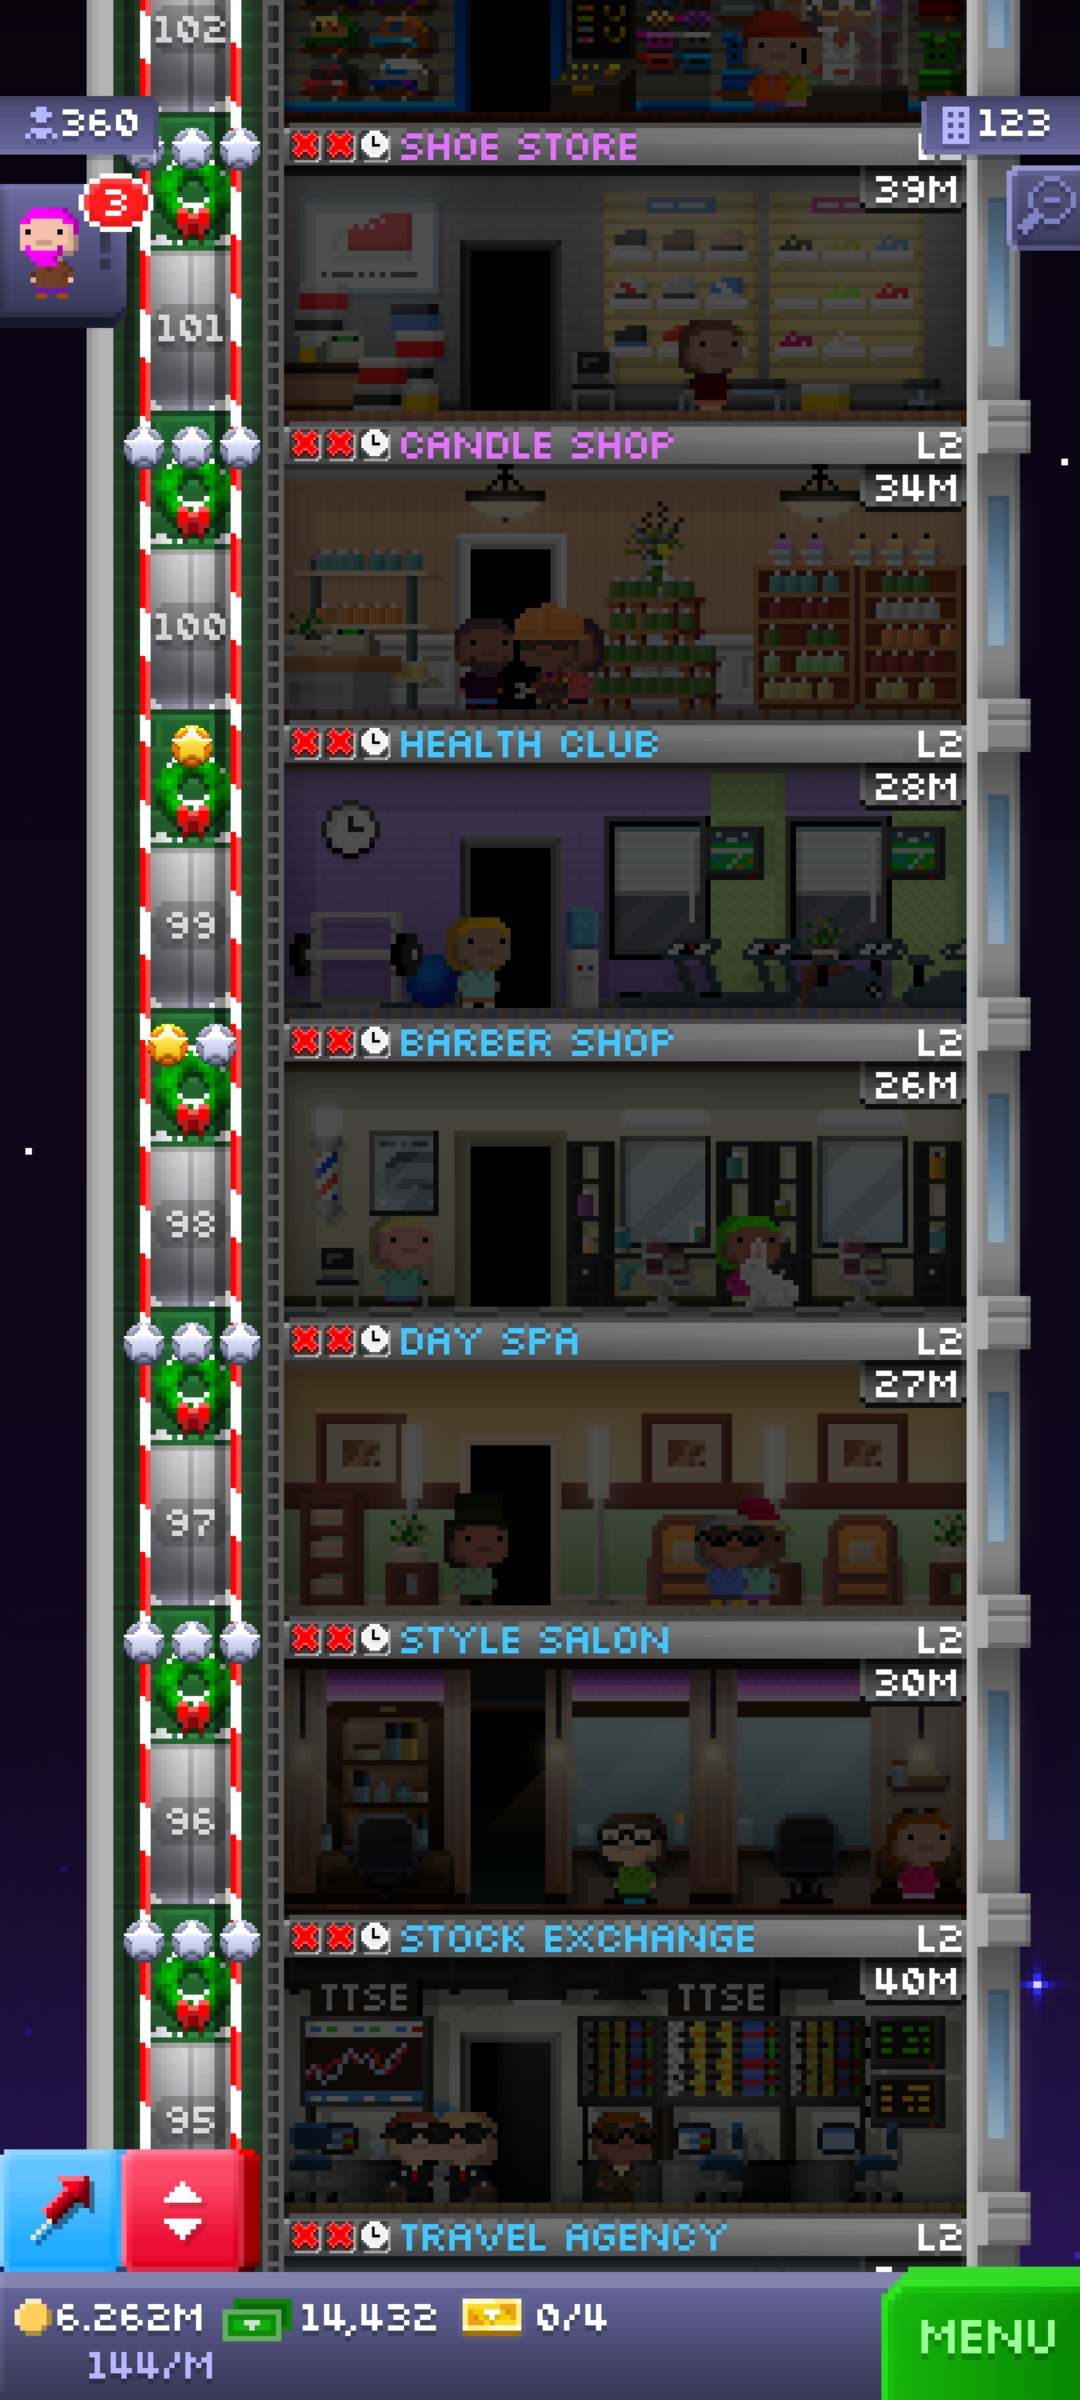 102
360
123
3
SHOE STORE
39M
101
CANDLE SHOP L2
34M
100
HEALTH CLUB L2
28M
99
BARBER SHOP L2
26M
98
DAY SPA L2
27M
97
STYLE SALON L2
30M
96
STOCK EXCHANGE L2
40M
TTSE TTSE
95
TRAVEL AGENCY L2
6.262M 14,432 0/4
144/M
MENU